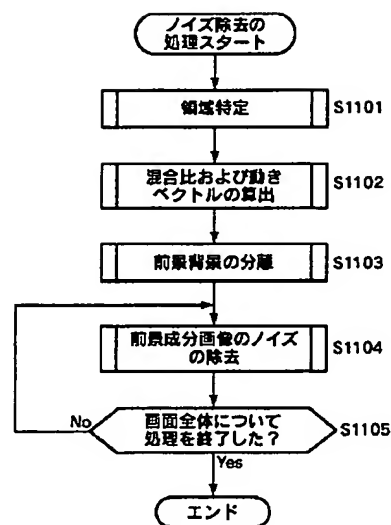 ノイズ除去の
処理スタート
領域特定
S1101
混合比および動き
ベクトルの算出
S1102
前景背景の分離
S1103
前景成分画像のノイズ
の除去
S1104
画面全体について
処理を終了した？
S1105
No
Yes
エンド